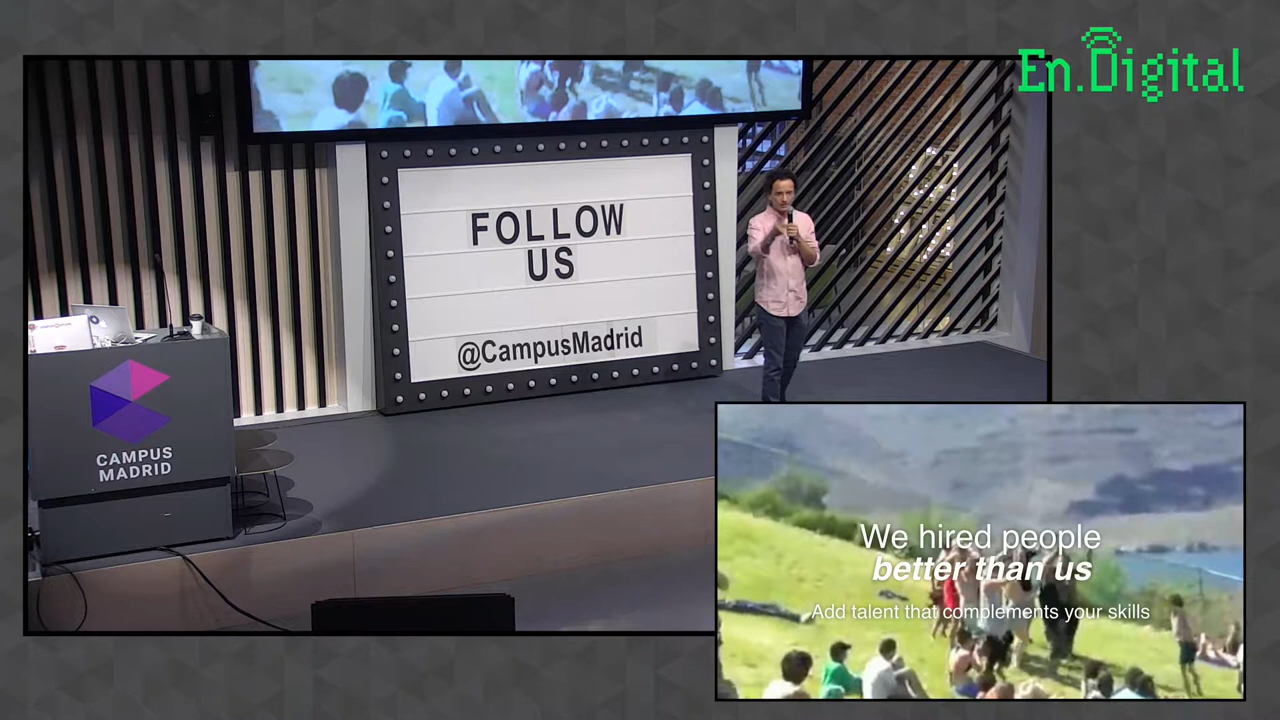 En.Digital
FOLLOW
US
@CampusMadrid
CAMPUS
MADRID
We hired people
better than us
Add talent that complements your skills